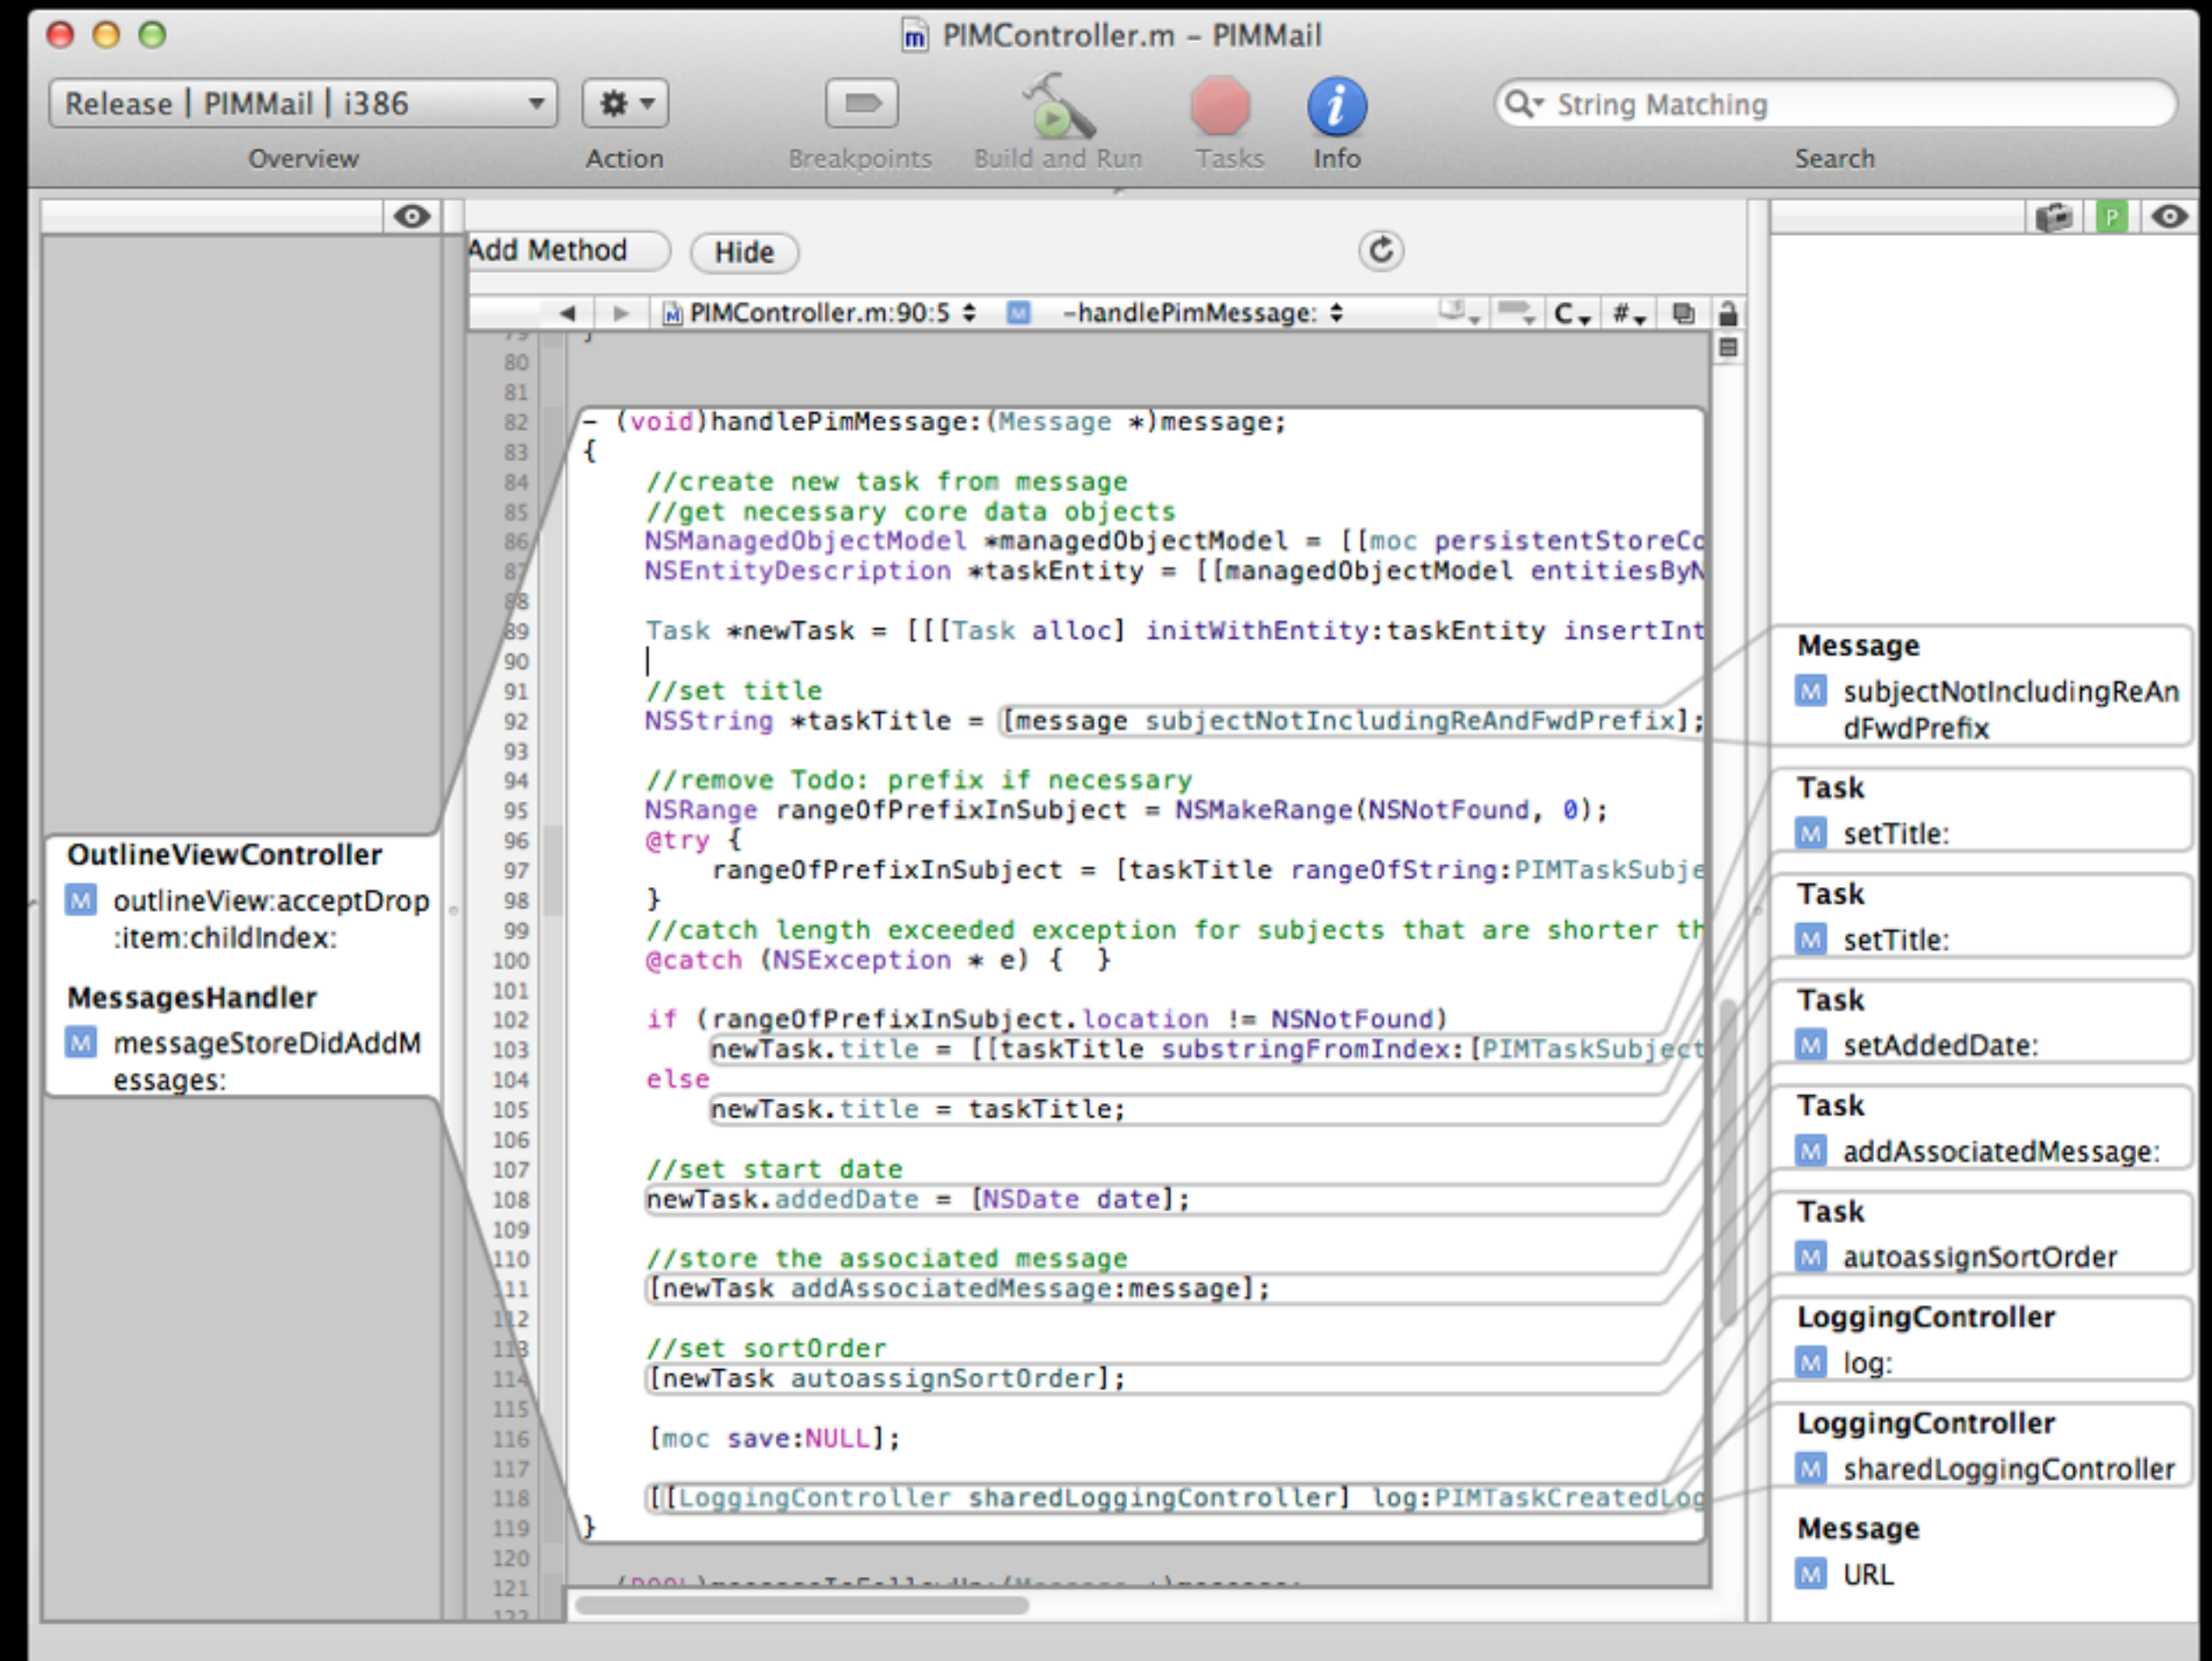 PIMController.m – PIMMail
Release | PIMMail | i386
String Matching
Overview
Action
Breakpoints
Build and Run
Tasks
Info
Search
P
Add Method
Hide
PIMController.m:90:5
M
-handlePimMessage:
C
#
79 }
80
81
82 - (void)handlePimMessage:(Message *)message;
83 {
84 //create new task from message
85 //get necessary core data objects
86 NSManagedObjectModel *managedObjectModel = [[moc persistentStoreCo
87 NSEntityDescription *taskEntity = [[managedObjectModel entitiesByN
88
89 Task *newTask = [[[Task alloc] initWithEntity:taskEntity insertInt
90
91 //set title
92 NSString *taskTitle = [message subjectNotIncludingReAndFwdPrefix];
93
94 //remove Todo: prefix if necessary
95 NSRange rangeOfPrefixInSubject = NSMakeRange(NSNotFound, 0);
96 @try {
97 rangeOfPrefixInSubject = [taskTitle rangeOfString:PIMTaskSubje
98 }
99 //catch length exceeded exception for subjects that are shorter th
100 @catch (NSException * e) { }
101
102 if (rangeOfPrefixInSubject.location != NSNotFound)
103 newTask.title = [[taskTitle substringFromIndex:[PIMTaskSubject
104 else
105 newTask.title = taskTitle;
106
107 //set start date
108 newTask.addedDate = [NSDate date];
109
110 //store the associated message
111 [newTask addAssociatedMessage:message];
112
113 //set sortOrder
114 [newTask autoassignSortOrder];
115
116 [moc save:NULL];
117
118 [[LoggingController sharedLoggingController] log:PIMTaskCreatedLog
119 }
120
121
122
OutlineViewController
M outlineView:acceptDrop
:item:childIndex:
MessagesHandler
M messageStoreDidAddM
essages:
Message
M subjectNotIncludingReAn
dFwdPrefix
Task
M setTitle:
Task
M setTitle:
Task
M setAddedDate:
Task
M addAssociatedMessage:
Task
M autoassignSortOrder
LoggingController
M log:
LoggingController
M sharedLoggingController
Message
M URL